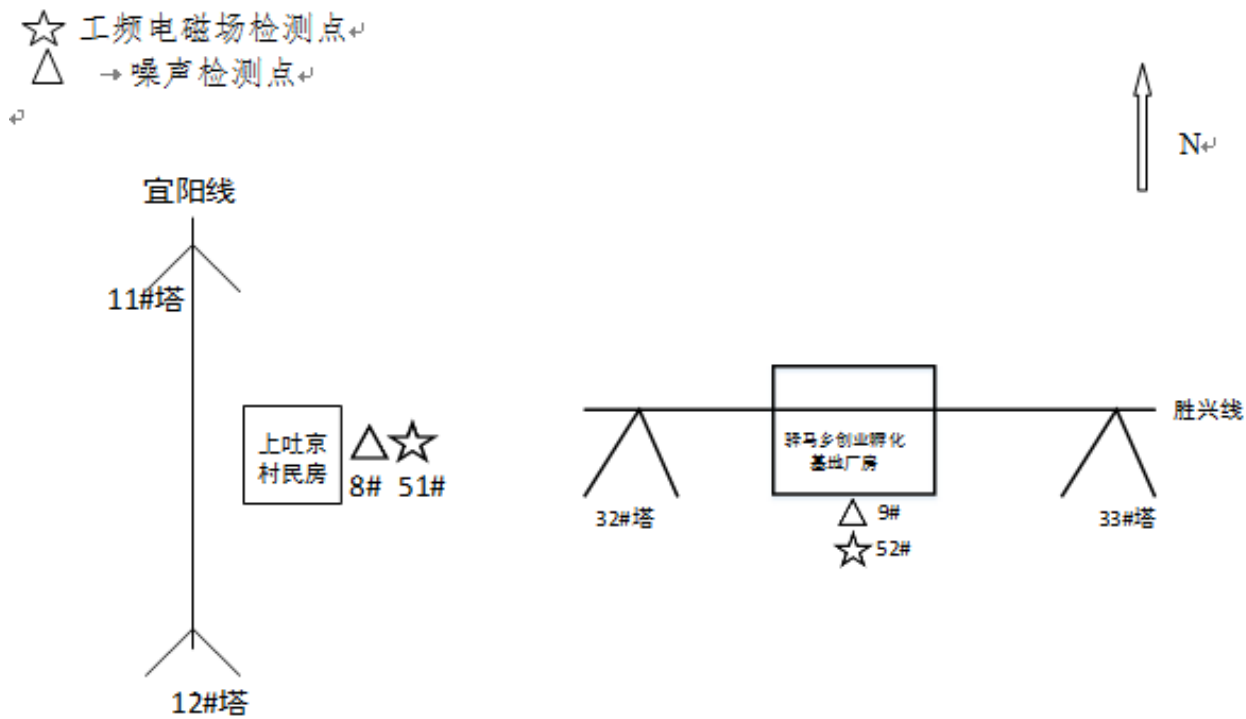 工频电磁场检测点
噪声检测点
N
宜阳线
11#塔
上吐京
村民房
8# 51#
12#塔
胜兴线
驿马乡创业孵化
基地厂房
32#塔
9#
52#
33#塔